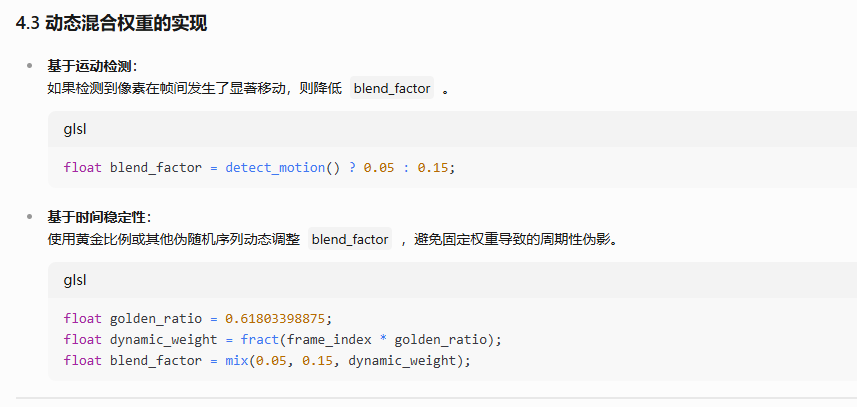 4.3 动态混合权重的实现
基于运动检测：
如果检测到像素在帧间发生了显著移动，则降低 blend_factor 。
glsl
float blend_factor = detect_motion() ? 0.05 : 0.15;
基于时间稳定性：
使用黄金比例或其他伪随机序列动态调整 blend_factor ，避免固定权重导致的周期性伪影。
glsl
float golden_ratio = 0.61803398875;
float dynamic_weight = fract(frame_index * golden_ratio);
float blend_factor = mix(0.05, 0.15, dynamic_weight);